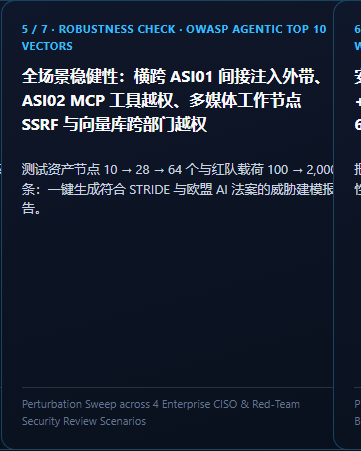 5 / 7 · ROBUSTNESS CHECK · OWASP AGENTIC TOP 10
VECTORS
全场景稳健性：横跨 ASI01 间接注入外带、
ASI02 MCP 工具越权、多媒体工作节点
SSRF 与向量库跨部门越权
测试资产节点 10 → 28 → 64 个与红队载荷 100 → 2,000
条：一键生成符合 STRIDE 与欧盟 AI 法案的威胁建模报
告。
Perturbation Sweep across 4 Enterprise CISO & Red-Team
Security Review Scenarios